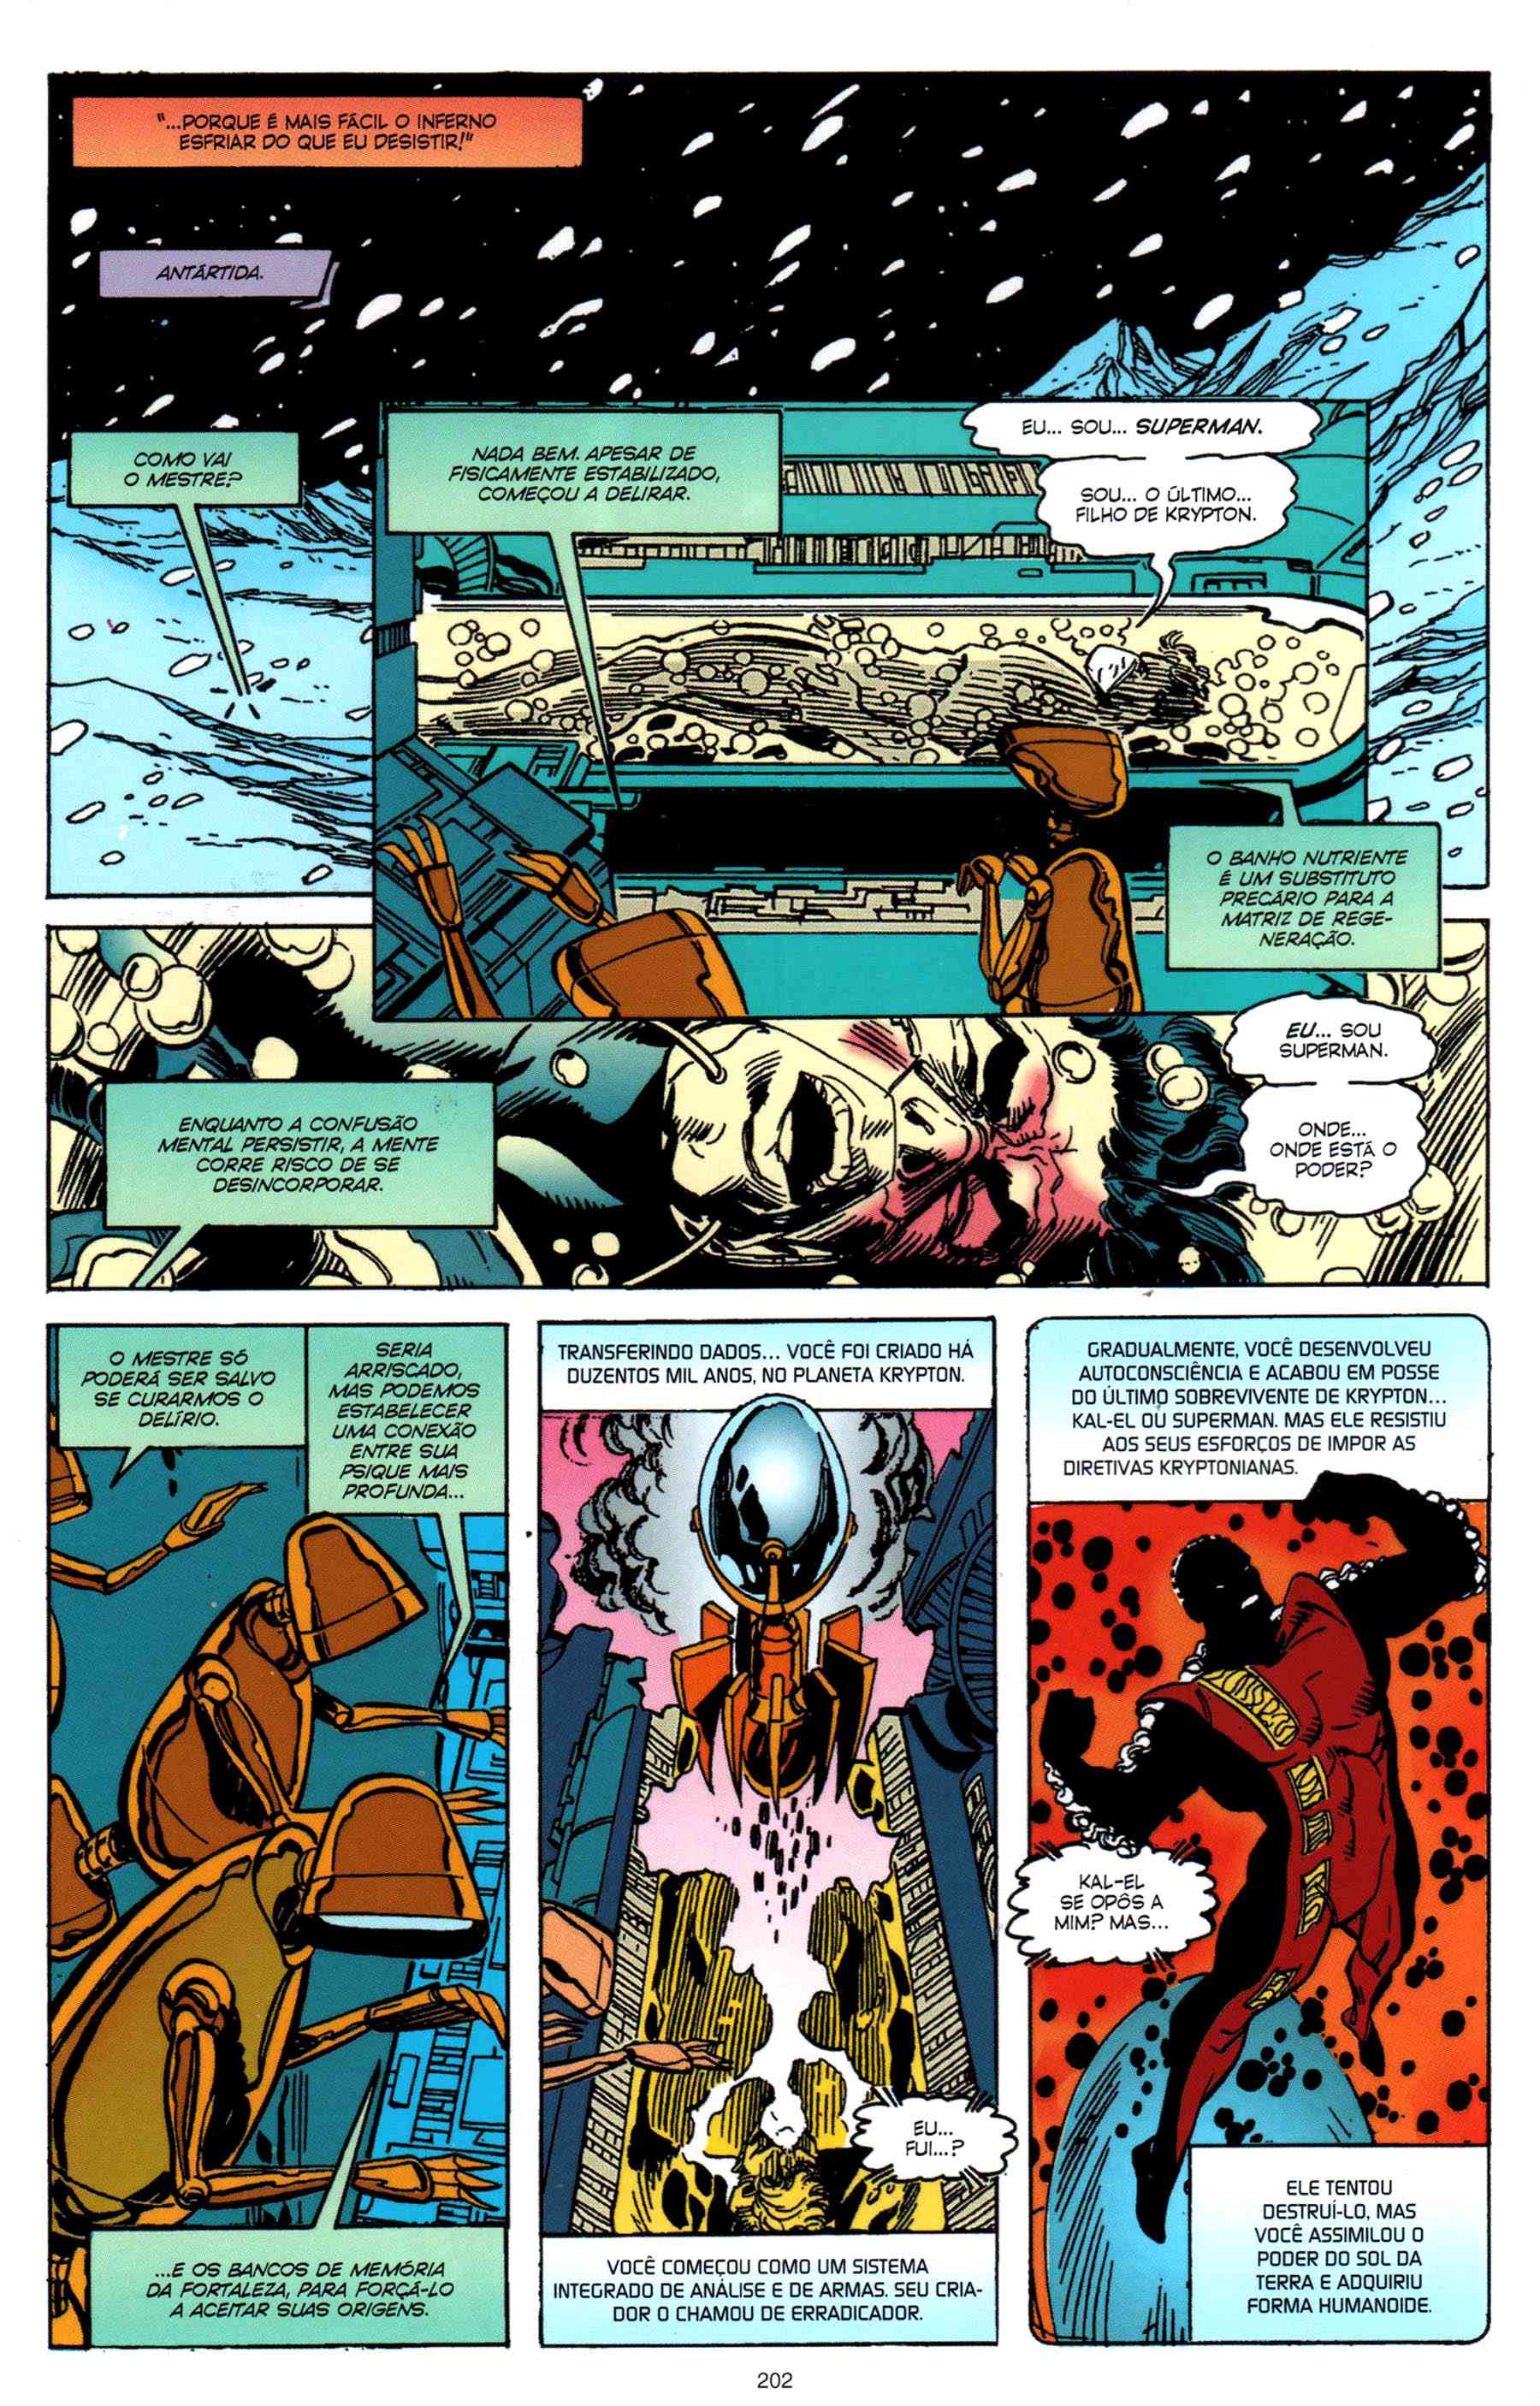 "...PORQUE É MAIS FÁCIL O INFERNO
ESFRIAR DO QUE EU DESISTIR!"
ANTÁRTIDA.
COMO VAI
O MESTRE?
NADA BEM. APESAR DE
FISICAMENTE ESTABILIZADO,
COMEÇOU A DELIRAR.
EU... SOU... SUPERMAN.
SOU... O ÚLTIMO...
FILHO DE KRYPTON.
O BANHO NUTRIENTE
É UM SUBSTITUTO
PRECÁRIO PARA A
MATRIZ DE REGE-
NERAÇÃO.
ENQUANTO A CONFUSÃO
MENTAL PERSISTIR, A MENTE
CORRE RISCO DE SE
DESINCORPORAR.
EU... SOU
SUPERMAN.
ONDE...
ONDE ESTÁ O
PODER?
O MESTRE SÓ
PODERÁ SER SALVO
SE CURARMOS O
DELÍRIO.
SERIA
ARRISCADO,
MAS PODEMOS
ESTABELECER
UMA CONEXÃO
ENTRE SUA
PSIQUE MAIS
PROFUNDA...
...E OS BANCOS DE MEMÓRIA
DA FORTALEZA, PARA FORÇÁ-LO
A ACEITAR SUAS ORIGENS.
TRANSFERINDO DADOS... VOCÊ FOI CRIADO HÁ
DUZENTOS MIL ANOS, NO PLANETA KRYPTON.
EU...
FUI...?
VOCÊ COMEÇOU COMO UM SISTEMA
INTEGRADO DE ANÁLISE E DE ARMAS. SEU CRIA-
DOR O CHAMOU DE ERRADICADOR.
GRADUALMENTE, VOCÊ DESENVOLVEU
AUTOCONSCIÊNCIA E ACABOU EM POSSE
DO ÚLTIMO SOBREVIVENTE DE KRYPTON...
KAL-EL OU SUPERMAN. MAS ELE RESISTIU
AOS SEUS ESFORÇOS DE IMPOR AS
DIRETIVAS KRYPTONIANAS.
KAL-EL
SE OPÔS A
MIM? MAS...
ELE TENTOU
DESTRUÍ-LO, MAS
VOCÊ ASSIMILOU O
PODER DO SOL DA
TERRA E ADQUIRIU
FORMA HUMANOIDE.
202